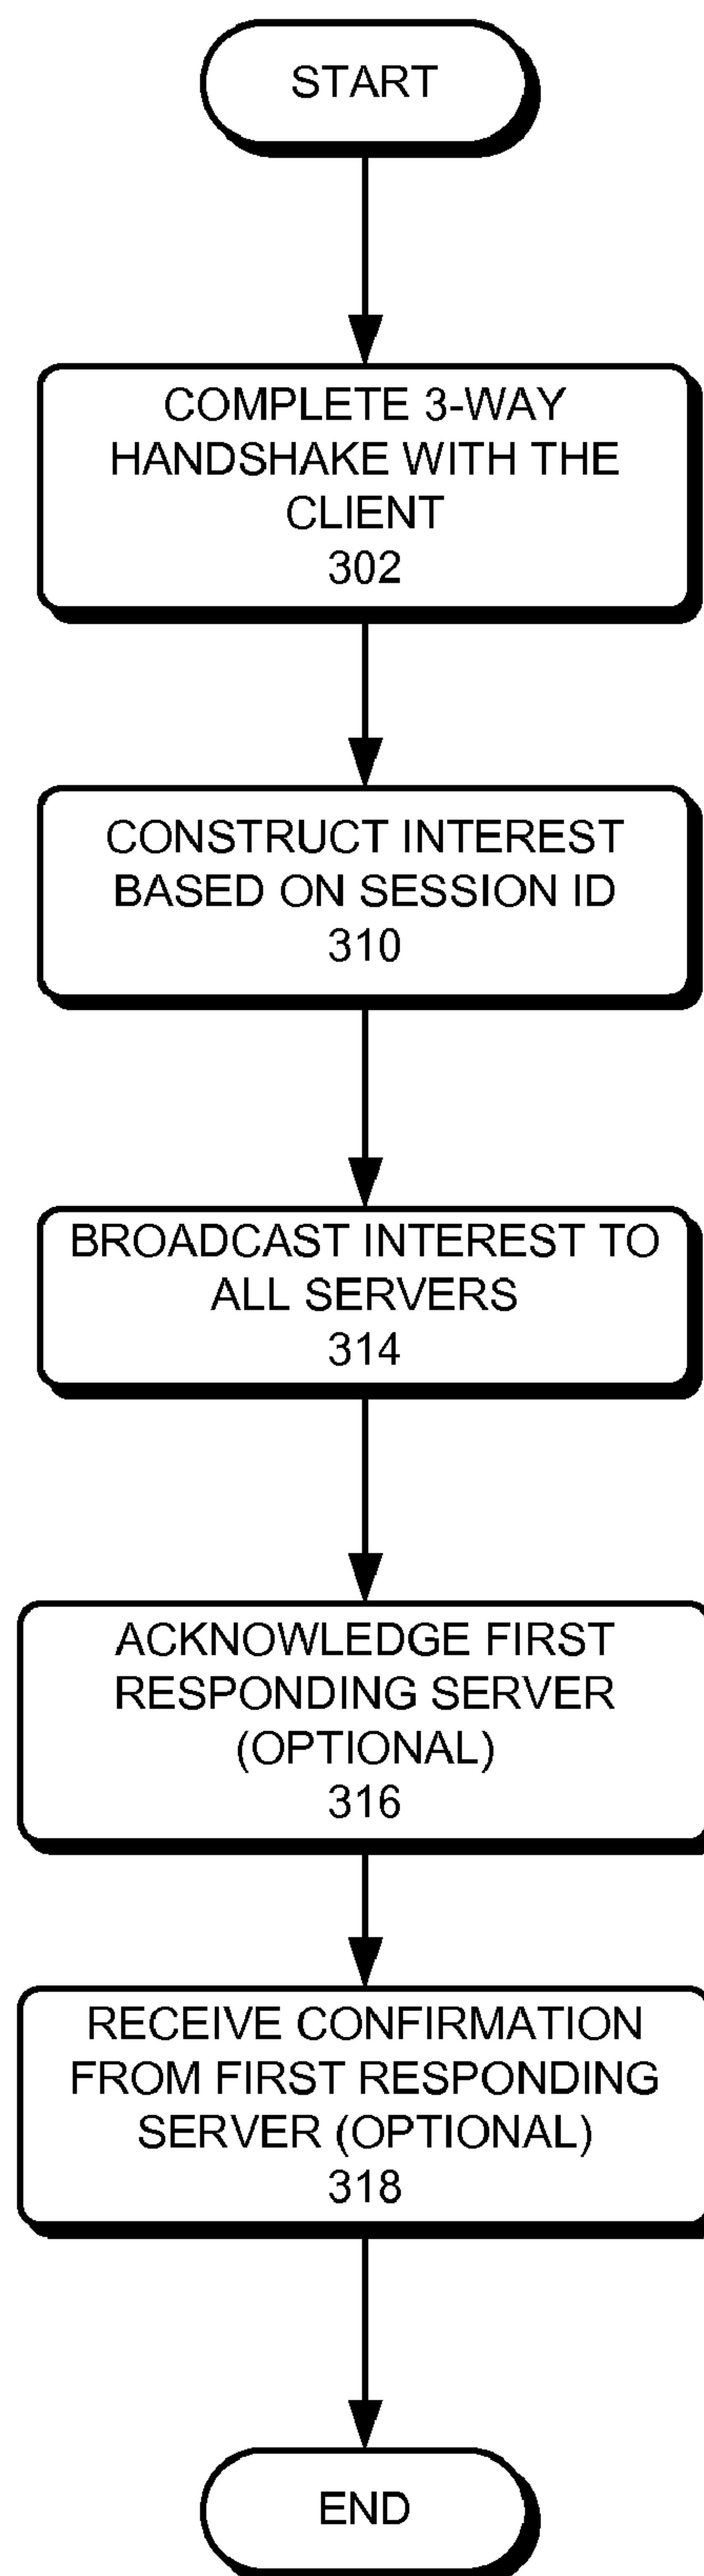 START
COMPLETE 3-WAY
HANDSHAKE WITH THE
CLIENT
302
CONSTRUCT INTEREST
BASED ON SESSION ID
310
BROADCAST INTEREST TO
ALL SERVERS
314
ACKNOWLEDGE FIRST
RESPONDING SERVER
(OPTIONAL)
316
RECEIVE CONFIRMATION
FROM FIRST RESPONDING
SERVER (OPTIONAL)
318
END